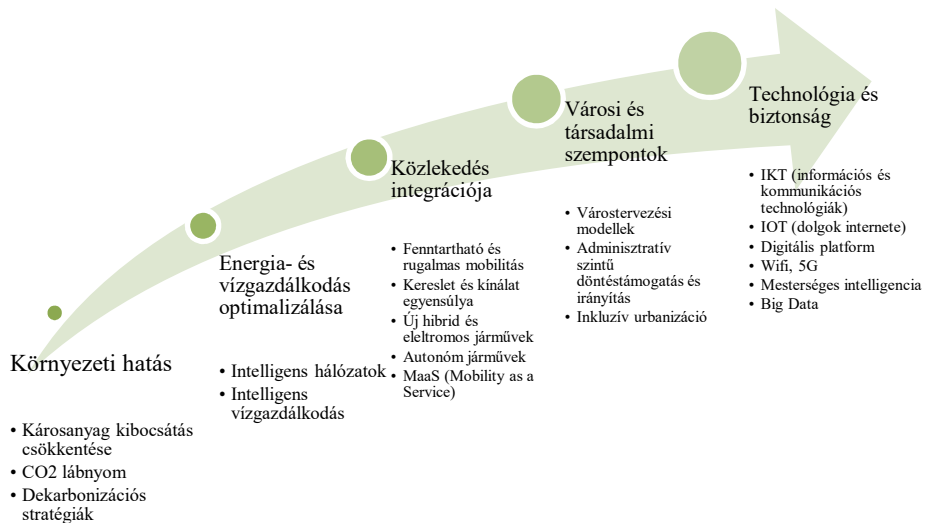 Környezeti hatás
• Károsanyag kibocsátás
csökkentése
• CO2 lábnyom
• Dekarbonizációs
stratégiák
Energia- és
vízgazdálkodás
optimalizálása
• Intelligens hálózatok
• Intelligens
vízgazdálkodás
Közlekedés
integrációja
• Fenntartható és
rugalmas mobilitás
• Kereslet és kínálat
egyensúlya
• Új hibrid és
eleltromos járművek
• Autonóm járművek
• MaaS (Mobility as a
Service)
Városi és
társadalmi
szempontok
• Várostervezési
modellek
• Adminisztratív
szintű
döntéstámogatás és
irányítás
• Inkluzív urbanizáció
Technológia és
biztonság
• IKT (információs és
kommunikációs
technológiák)
• IOT (dolgok internete)
• Digitális platform
• Wifi, 5G
• Mesterséges intelligencia
• Big Data